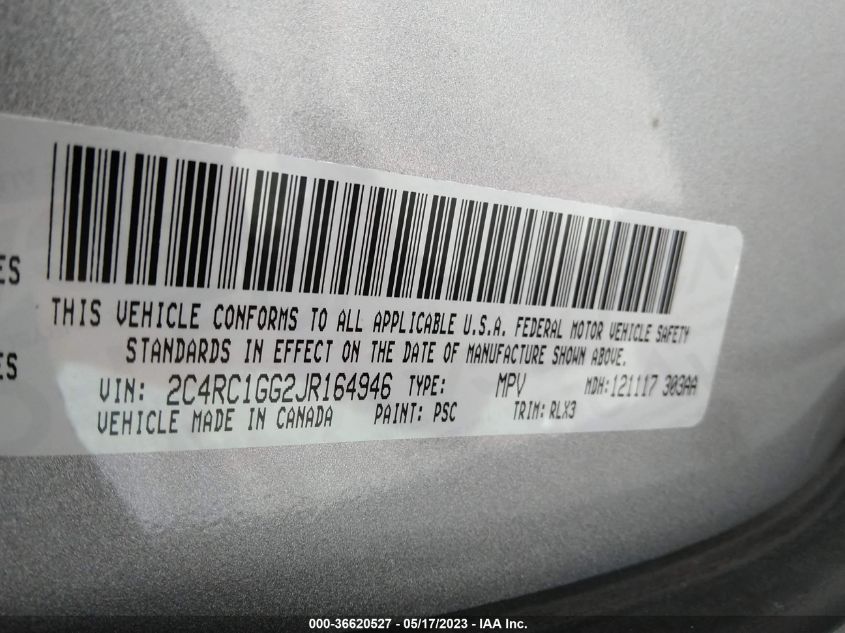 ES
THIS VEHICLE CONFORMS TO ALL APPLICABLE U.S.A. FEDERAL MOTOR VEHICLE SAFETY
STANDARDS IN EFFECT ON THE DATE OF MANUFACTURE SHOWN ABOVE.
ES
VIN: 2C4RC1GG2JR164946 TYPE: MPV MDH:121117 303AA
VEHICLE MADE IN CANADA PAINT: PSC TRIM: RLX3
000-36620527 - 05/17/2023 - IAA Inc.